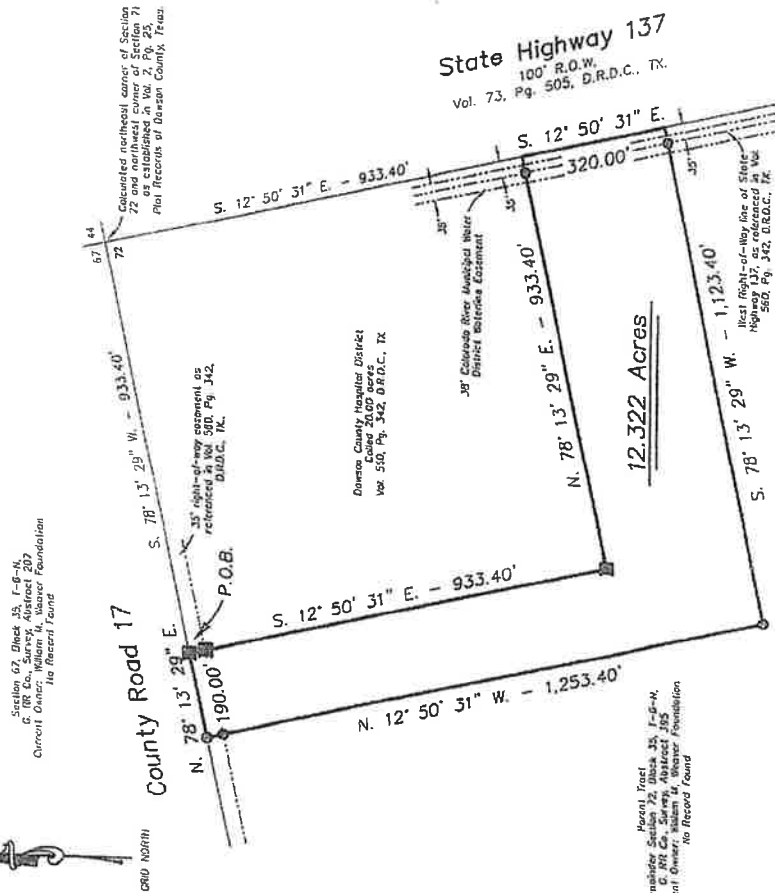 Section 67, Block 35, T-6-N,
G. RR Co., Survey, Abstract 207
Current Owner: William M. Weaver Foundation
No Record Found
GRID NORTH
County Road 17
P.O.B.
N. 78° 13' 29" E.
190.00'
35' right-of-way easement as
referenced in Vol. 560, Pg. 342,
D.R.D.C., TX.
S. 78° 13' 29" W. - 933.40'
67 44
72
Calculated northeast corner of Section
72 and northwest corner of Section 71
as established in Vol. 2, Pg. 25,
Plat Records of Dawson County, Texas.
S. 12° 50' 31" E. - 933.40'
State Highway 137
100' R.O.W.
Vol. 73, Pg. 505, D.R.D.C., TX.
S. 12° 50' 31" E.
320.00'
35'
35'
35'
38' Colorado River Municipal Water
District Waterline Easement
Dawson County Hospital District
Called 20.00 acres
Vol. 560, Pg. 342, D.R.D.C., TX
S. 12° 50' 31" E. - 933.40'
N. 78° 13' 29" E. - 933.40'
12.322 Acres
N. 12° 50' 31" W. - 1,253.40'
S. 78° 13' 29" W. - 1,123.40'
West Right-of-Way line of State
Highway 137, as referenced in Vol.
560, Pg. 342, D.R.D.C., TX.
Parent Tract
mainder Section 72, Block 35, T-6-N,
G. RR Co., Survey, Abstract 395
nt Owner: William M. Weaver Foundation
No Record Found